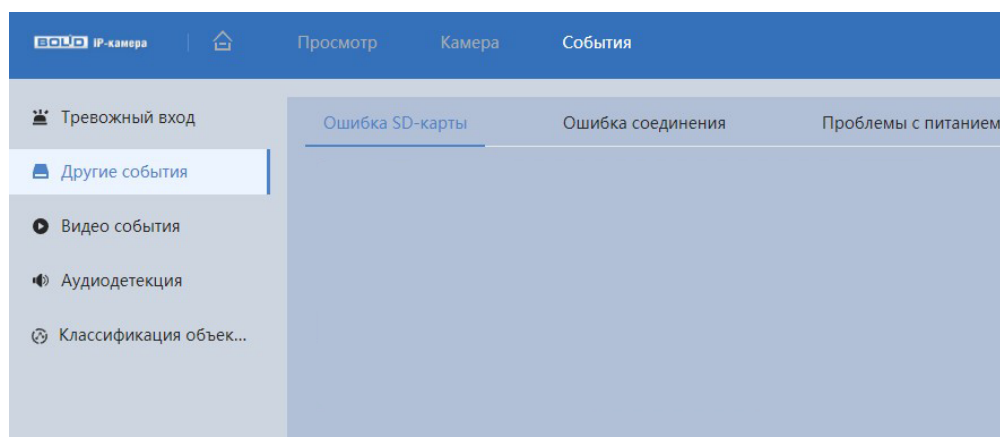 BOLID IP-камера Просмотр Камера События
Тревожный вход
Ошибка SD-карты Ошибка соединения Проблемы с питанием
Другие события
Видео события
Аудиодетекция
Классификация объек...